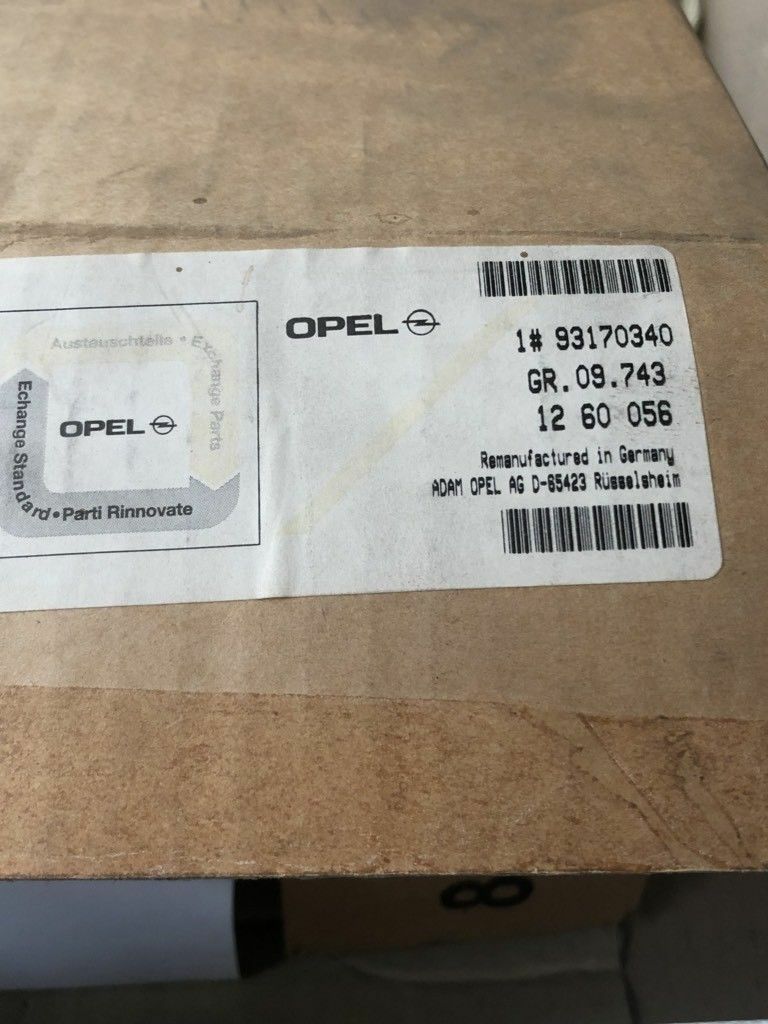 Austauschteile • Exchange Parts
Echange Standard • Parti Rinnovate
OPEL
OPEL
1# 93170340
GR. 09.743
12 60 056
Remanufactured in Germany
ADAM OPEL AG D-65423 Rüsselsheim
8